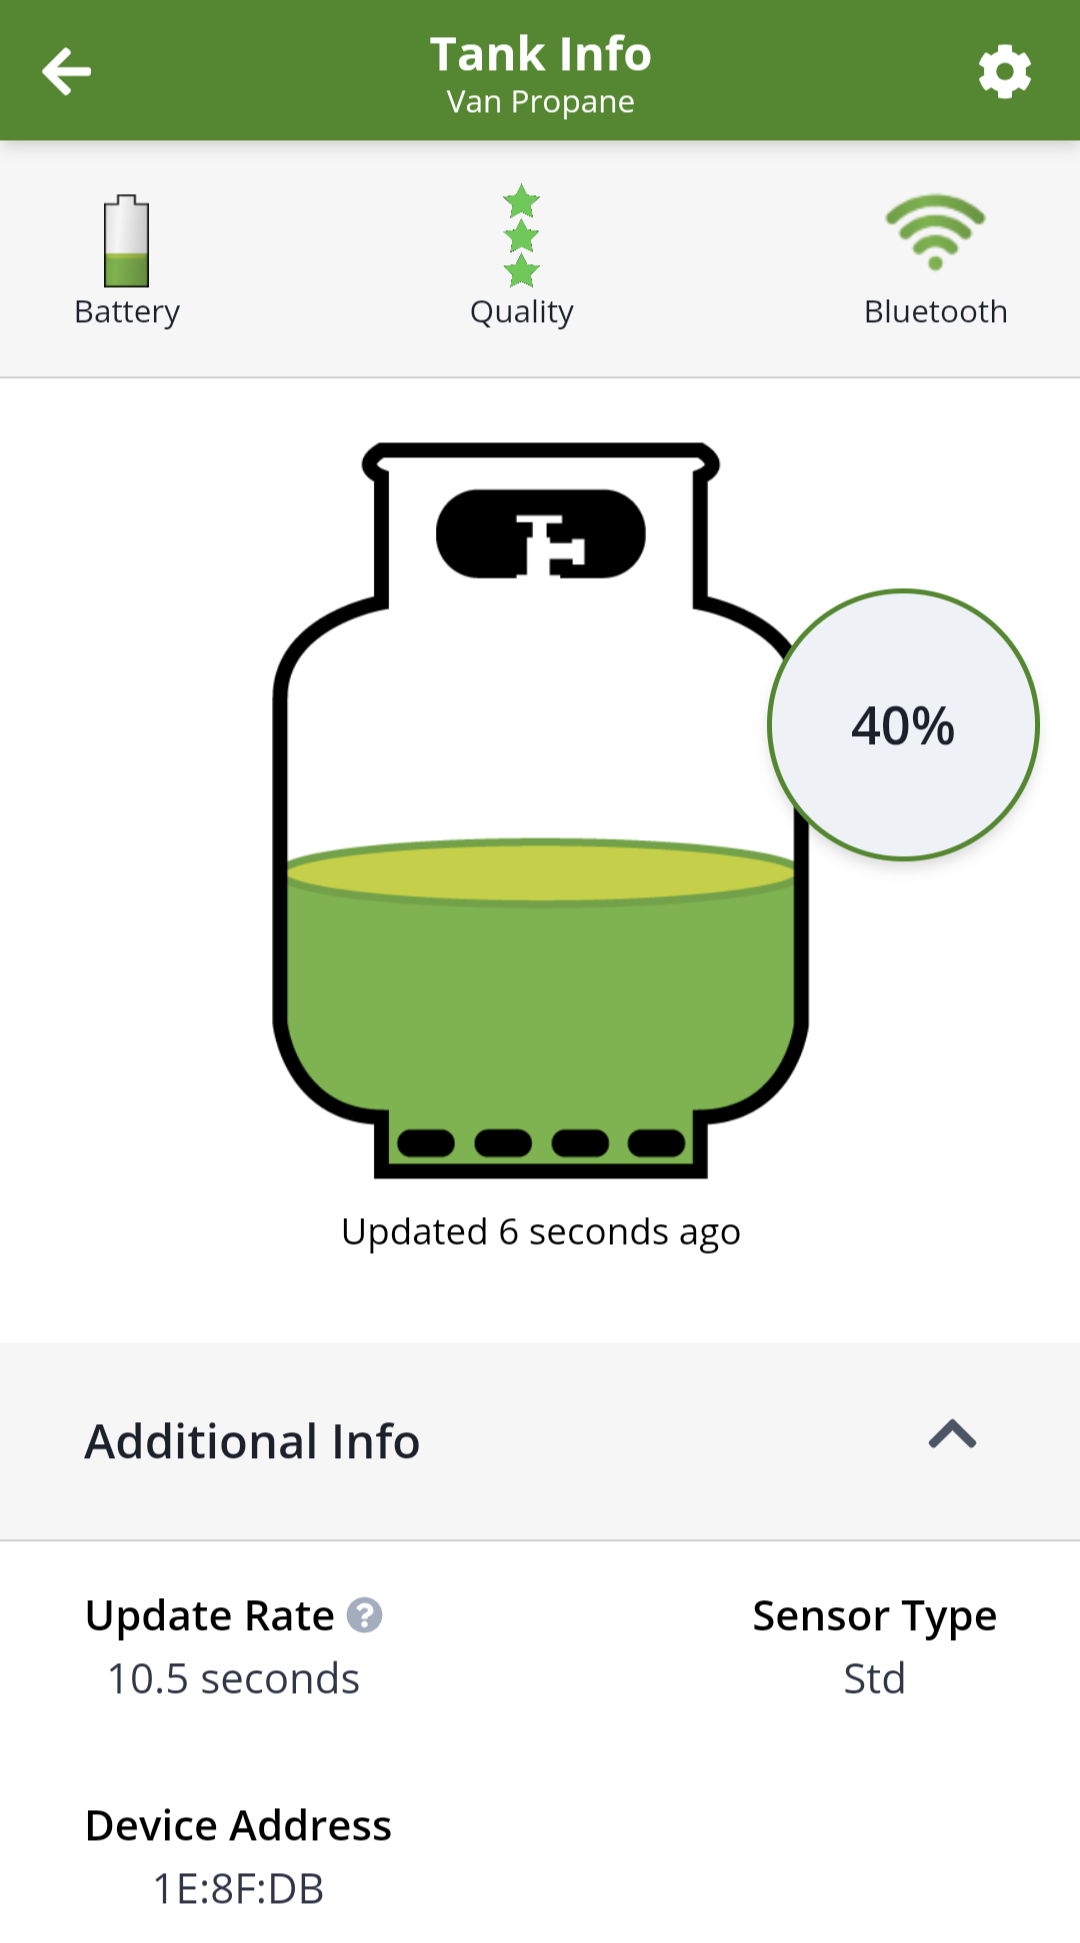 Tank Info
Van Propane
Battery
Quality
Bluetooth
40%
Updated 6 seconds ago
Additional Info
Update Rate ?
Sensor Type
10.5 seconds
Std
Device Address
1E:8F:DB